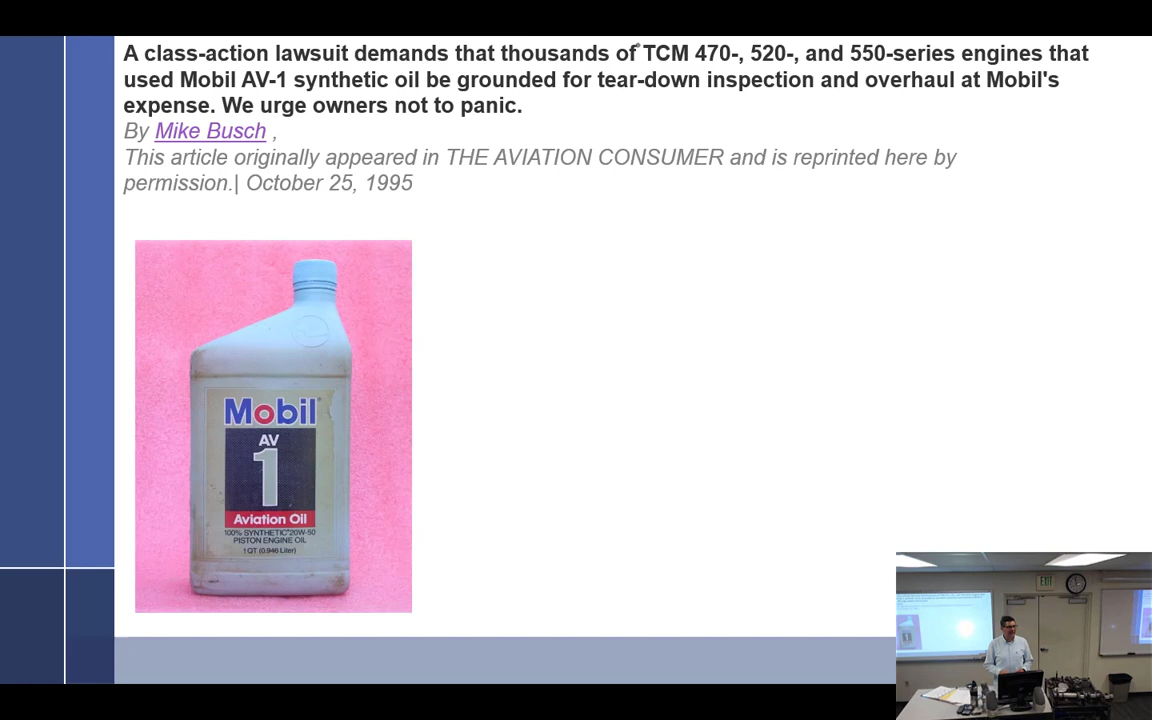 A class-action lawsuit demands that thousands of TCM 470-, 520-, and 550-series engines that
used Mobil AV-1 synthetic oil be grounded for tear-down inspection and overhaul at Mobil's
expense. We urge owners not to panic.
By Mike Busch ,
This article originally appeared in THE AVIATION CONSUMER and is reprinted here by
permission.| October 25, 1995
Mobil
AV
1
Aviation Oil
100% SYNTHETIC 20W-50
PISTON ENGINE OIL
1 QT (0.946 Liter)
EXIT